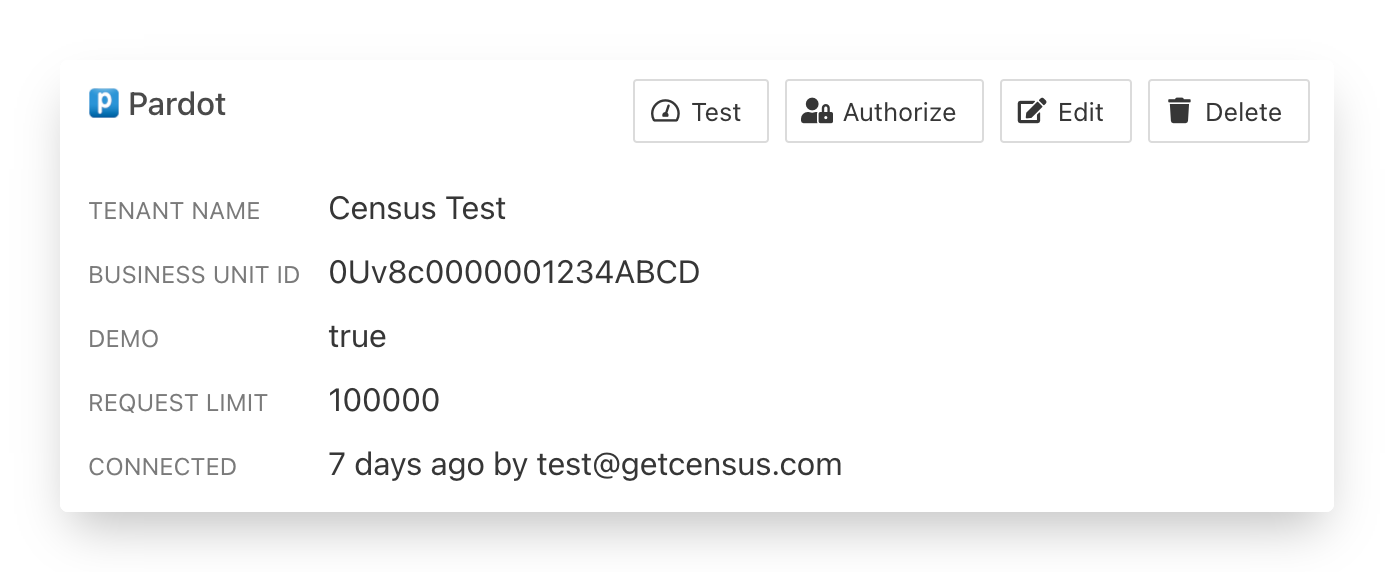 Pardot
Test
Authorize
Edit
Delete
TENANT NAME Census Test
BUSINESS UNIT ID 0Uv8c0000001234ABCD
DEMO true
REQUEST LIMIT 100000
CONNECTED 7 days ago by test@getcensus.com